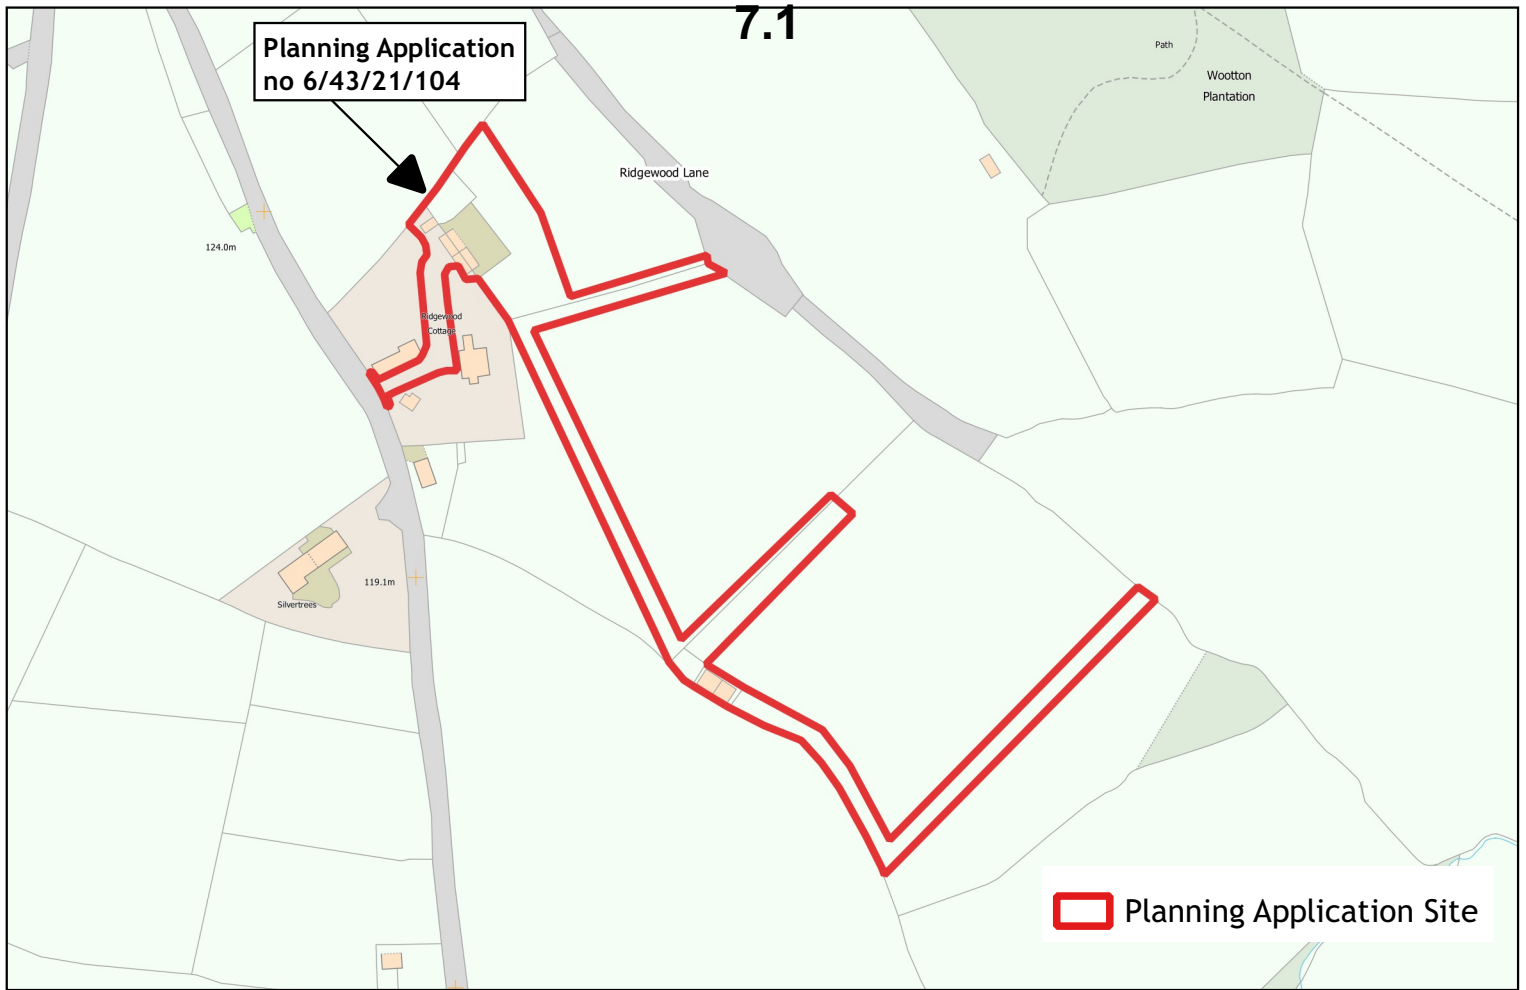 7.1
Planning Application
no 6/43/21/104
Path
Wootton
Plantation
Ridgewood Lane
124.0m
Ridgewood
Cottage
119.1m
Silvertrees
Planning Application Site